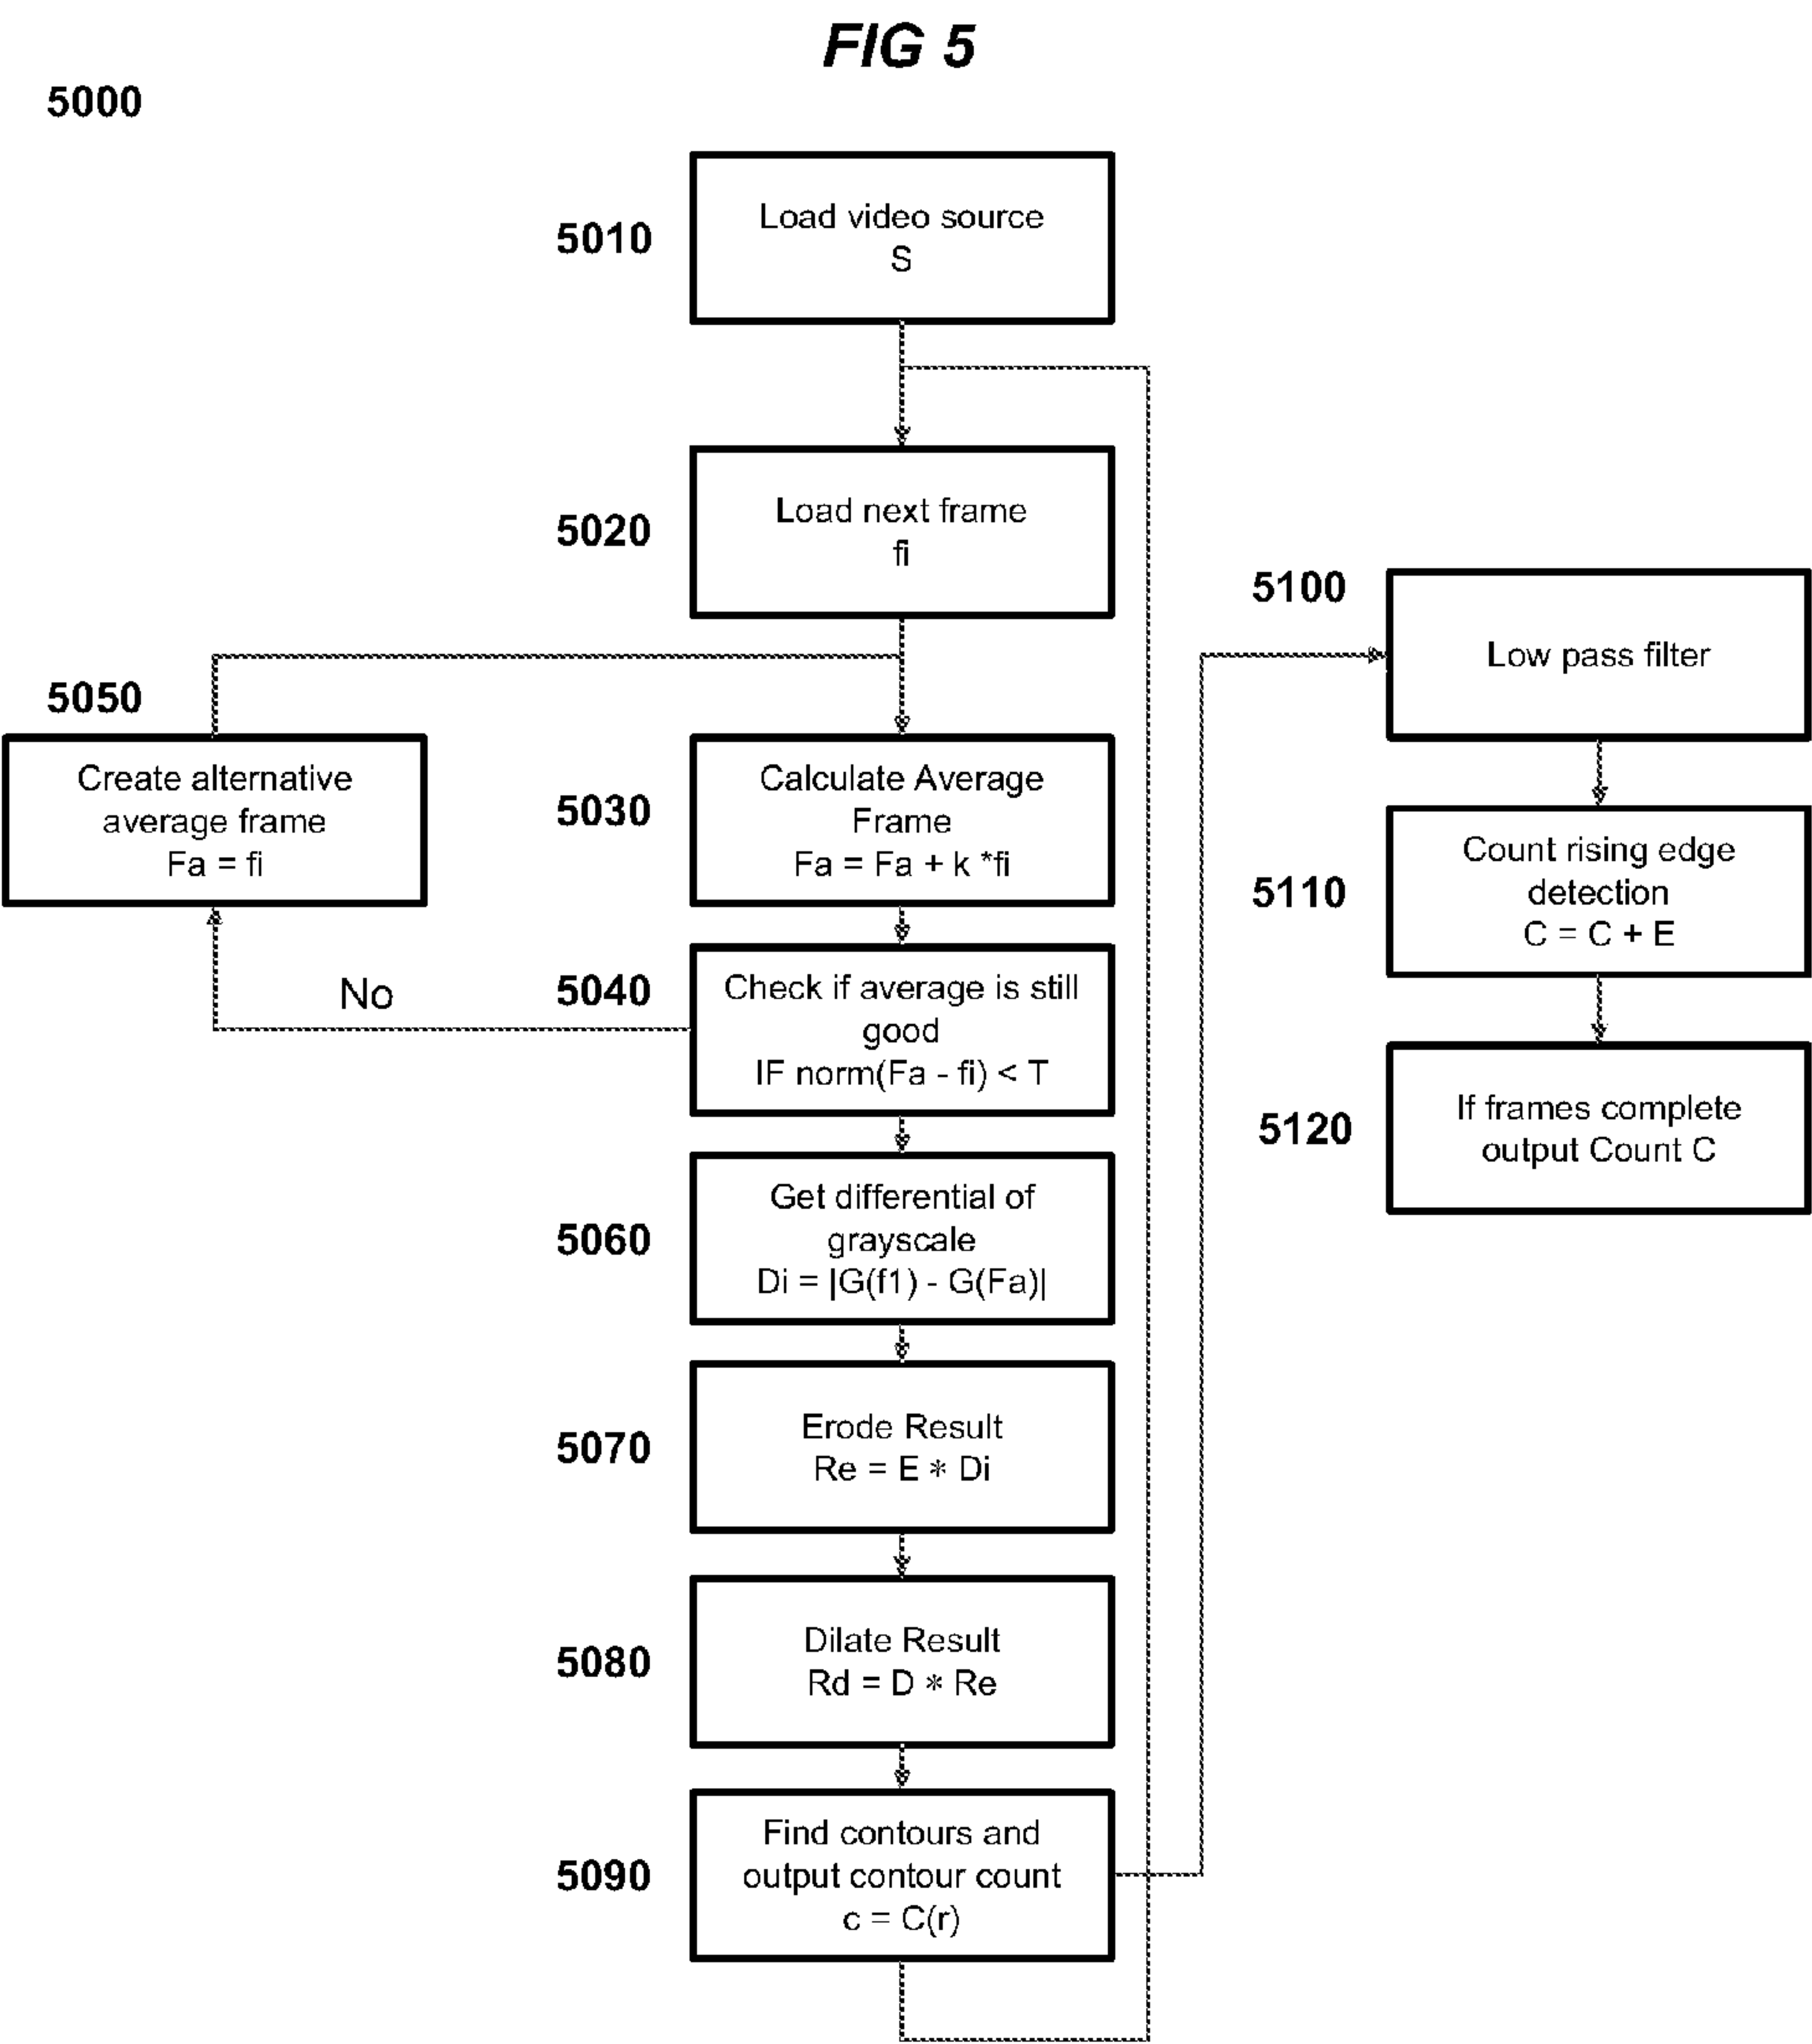 FIG 5
5000
5010
Load video source
S
5020
Load next frame
fi
5030
Calculate Average
Frame
Fa = Fa + k *fi
5040
Check if average is still
good
IF norm(Fa - fi) < T
No
5050
Create alternative
average frame
Fa = fi
5060
Get differential of
grayscale
Di = |G(f1) - G(Fa)|
5070
Erode Result
Re = E * Di
5080
Dilate Result
Rd = D * Re
5090
Find contours and
output contour count
c = C(r)
5100
Low pass filter
5110
Count rising edge
detection
C = C + E
5120
If frames complete
output Count C